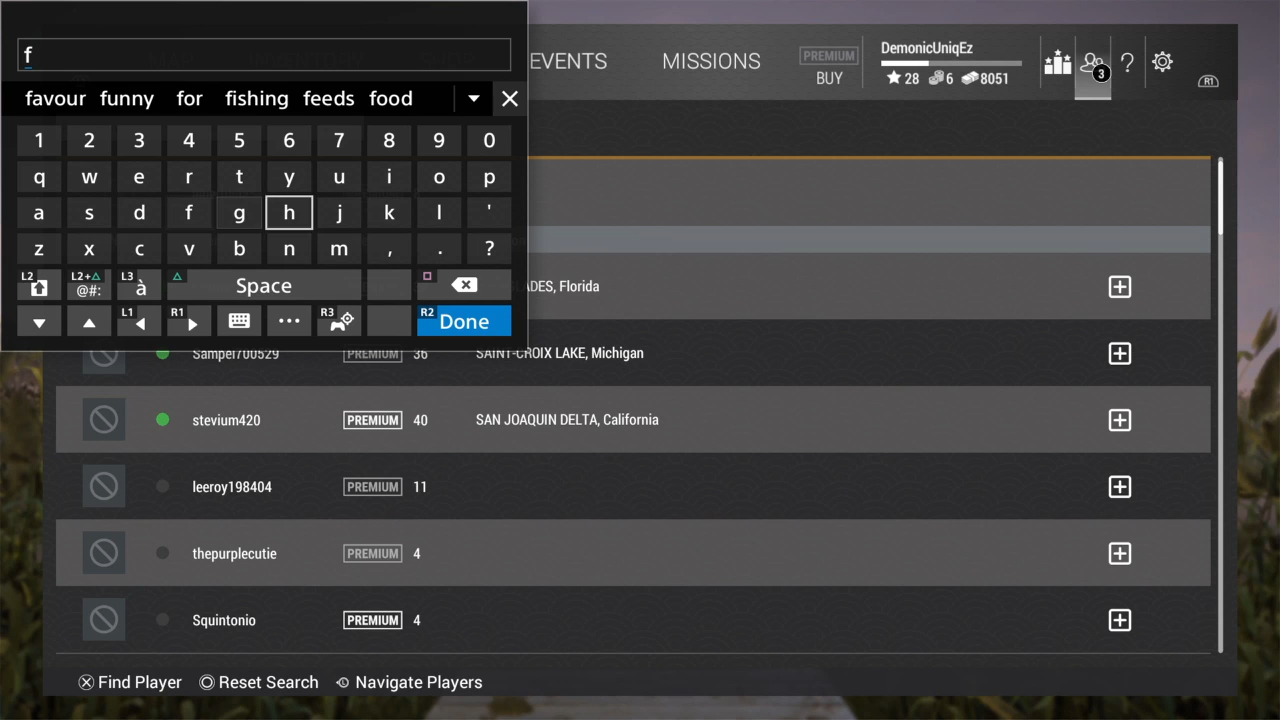 f
favour funny for fishing feeds food
1 2 3 4 5 6 7 8 9 0
q w e r t y u i o p
a s d f g h j k l '
z x c v b n m , . ?
L2 L2+△ @#: L3 à △ Space
L1 R1 ... R3 R2 Done
EVENTS MISSIONS PREMIUM BUY
DemonicUniqEz
28 6 8051
3
?
R1
ADES, Florida
Sampei700529 PREMIUM 36 SAINT-CROIX LAKE, Michigan
stevium420 PREMIUM 40 SAN JOAQUIN DELTA, California
leeroy198404 PREMIUM 11
thepurplecutie PREMIUM 4
Squintonio PREMIUM 4
Find Player Reset Search L Navigate Players